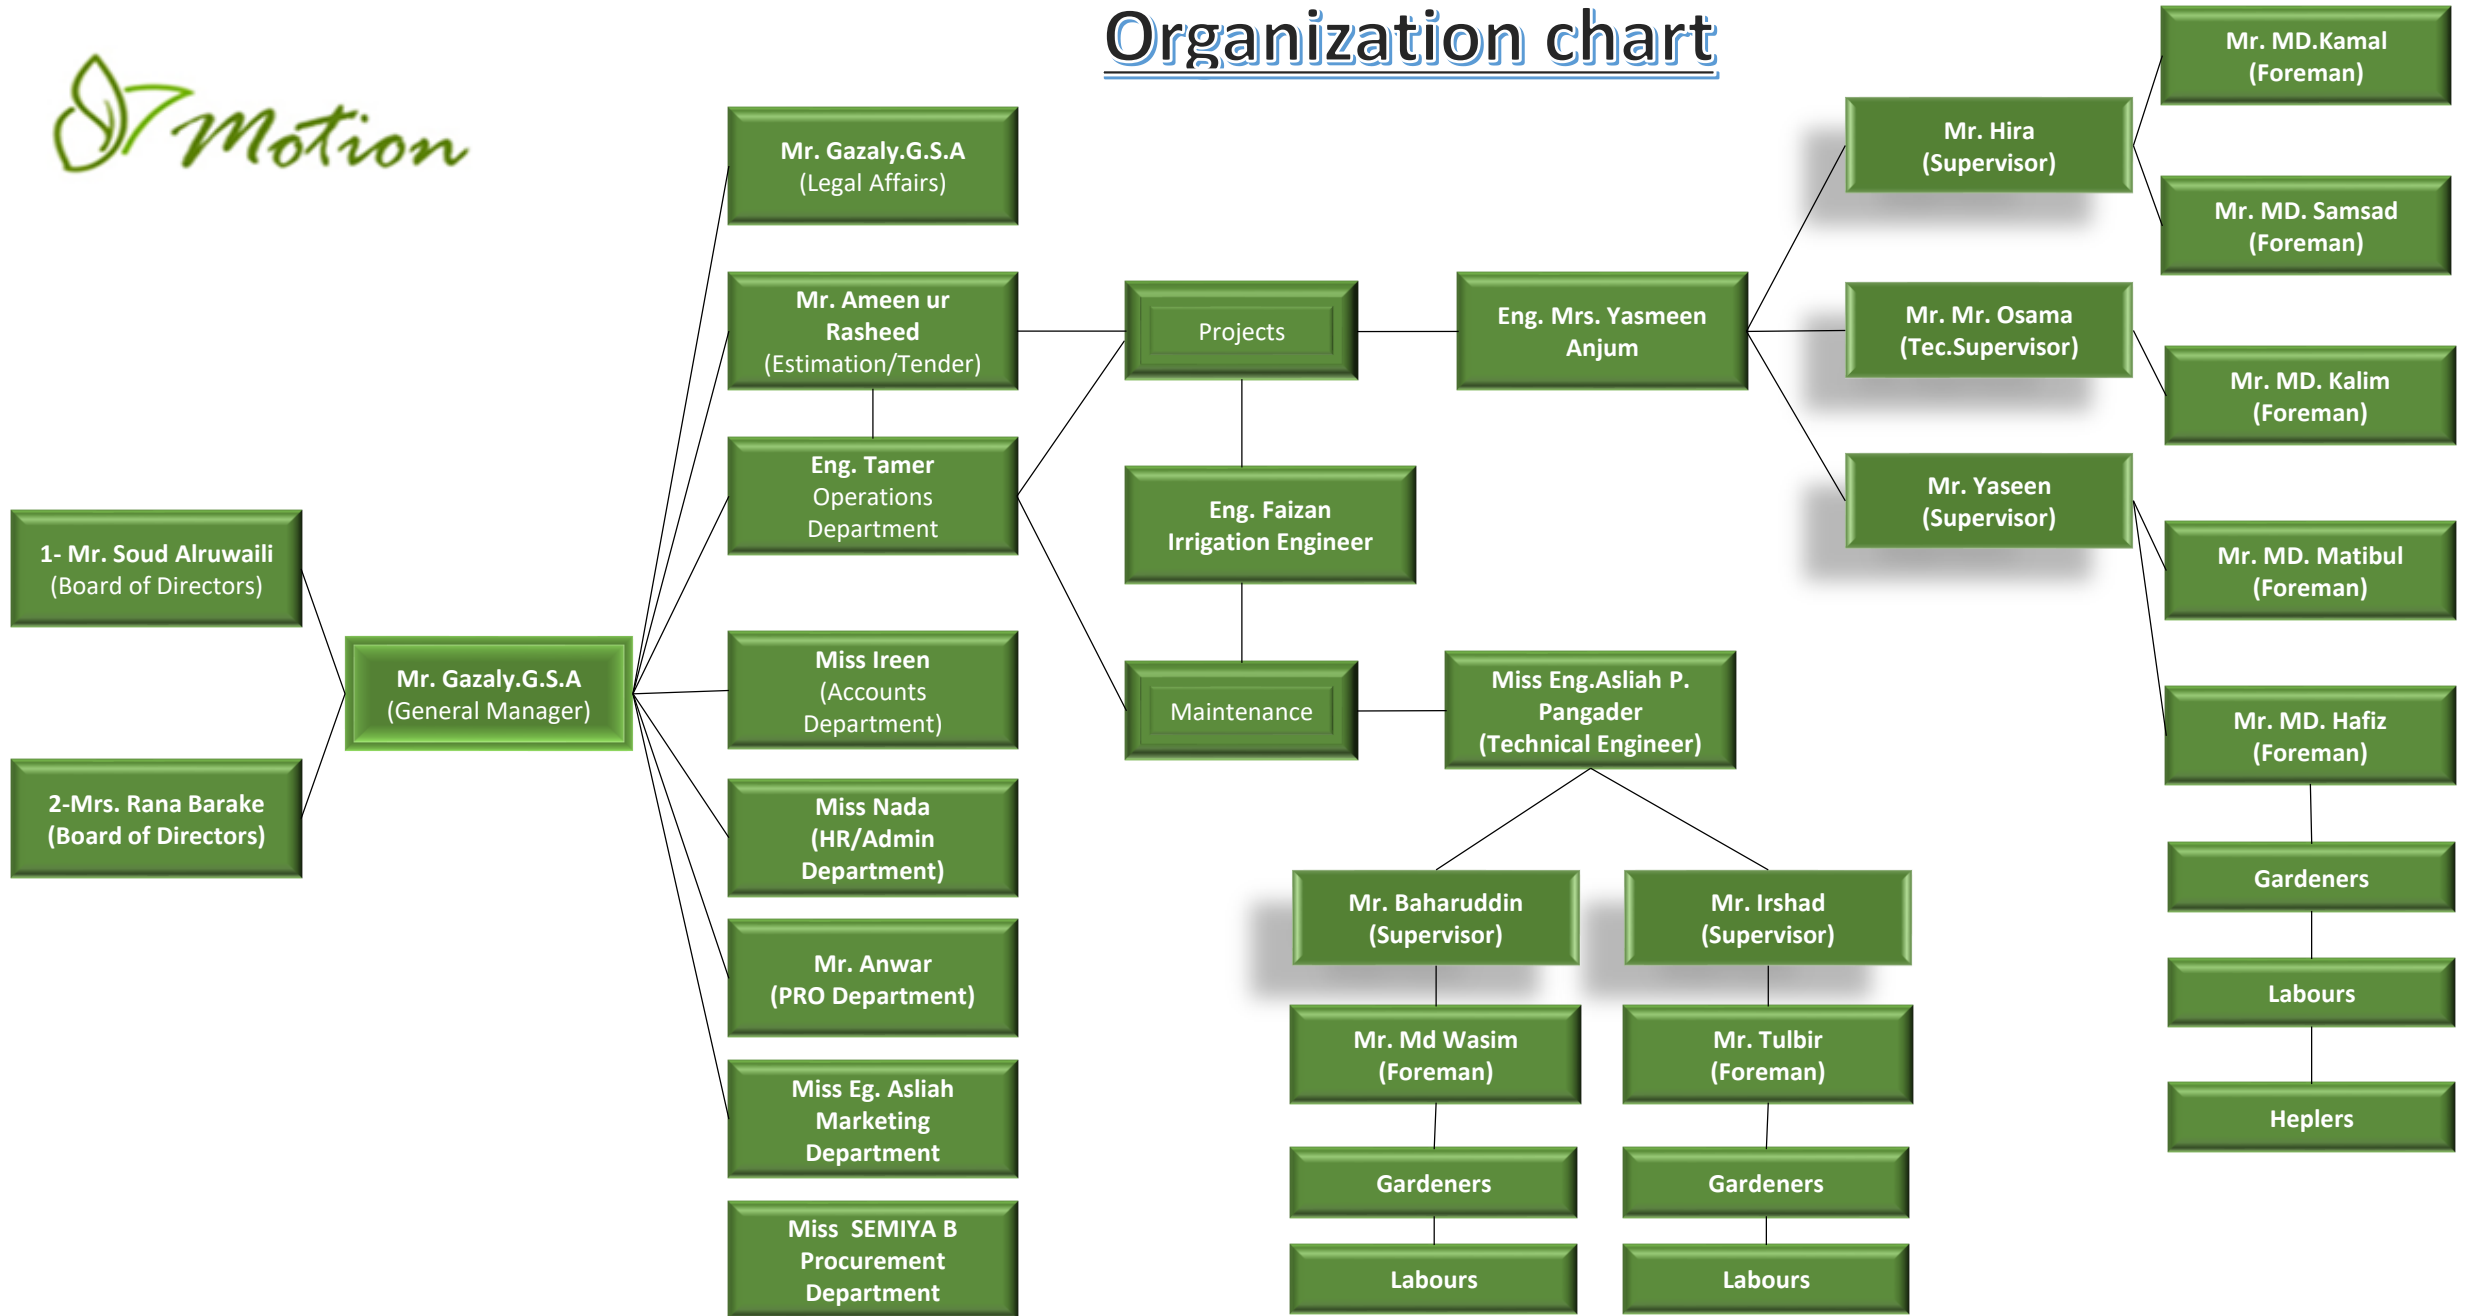 Organization chart
Motion
1- Mr. Soud Alruwaili
(Board of Directors)
2-Mrs. Rana Barake
(Board of Directors)
Mr. Gazaly.G.S.A
(General Manager)
Mr. Gazaly.G.S.A
(Legal Affairs)
Mr. Ameen ur
Rasheed
(Estimation/Tender)
Eng. Tamer
Operations
Department
Miss Ireen
(Accounts
Department)
Miss Nada
(HR/Admin
Department)
Mr. Anwar
(PRO Department)
Miss Eg. Asliah
Marketing
Department
Miss SEMIYA B
Procurement
Department
Projects
Eng. Faizan
Irrigation Engineer
Maintenance
Eng. Mrs. Yasmeen
Anjum
Miss Eng.Asliah P.
Pangader
(Technical Engineer)
Mr. Baharuddin
(Supervisor)
Mr. Md Wasim
(Foreman)
Gardeners
Labours
Mr. Irshad
(Supervisor)
Mr. Tulbir
(Foreman)
Gardeners
Labours
Mr. Hira
(Supervisor)
Mr. Mr. Osama
(Tec.Supervisor)
Mr. Yaseen
(Supervisor)
Mr. MD.Kamal
(Foreman)
Mr. MD. Samsad
(Foreman)
Mr. MD. Kalim
(Foreman)
Mr. MD. Matibul
(Foreman)
Mr. MD. Hafiz
(Foreman)
Gardeners
Labours
Heplers